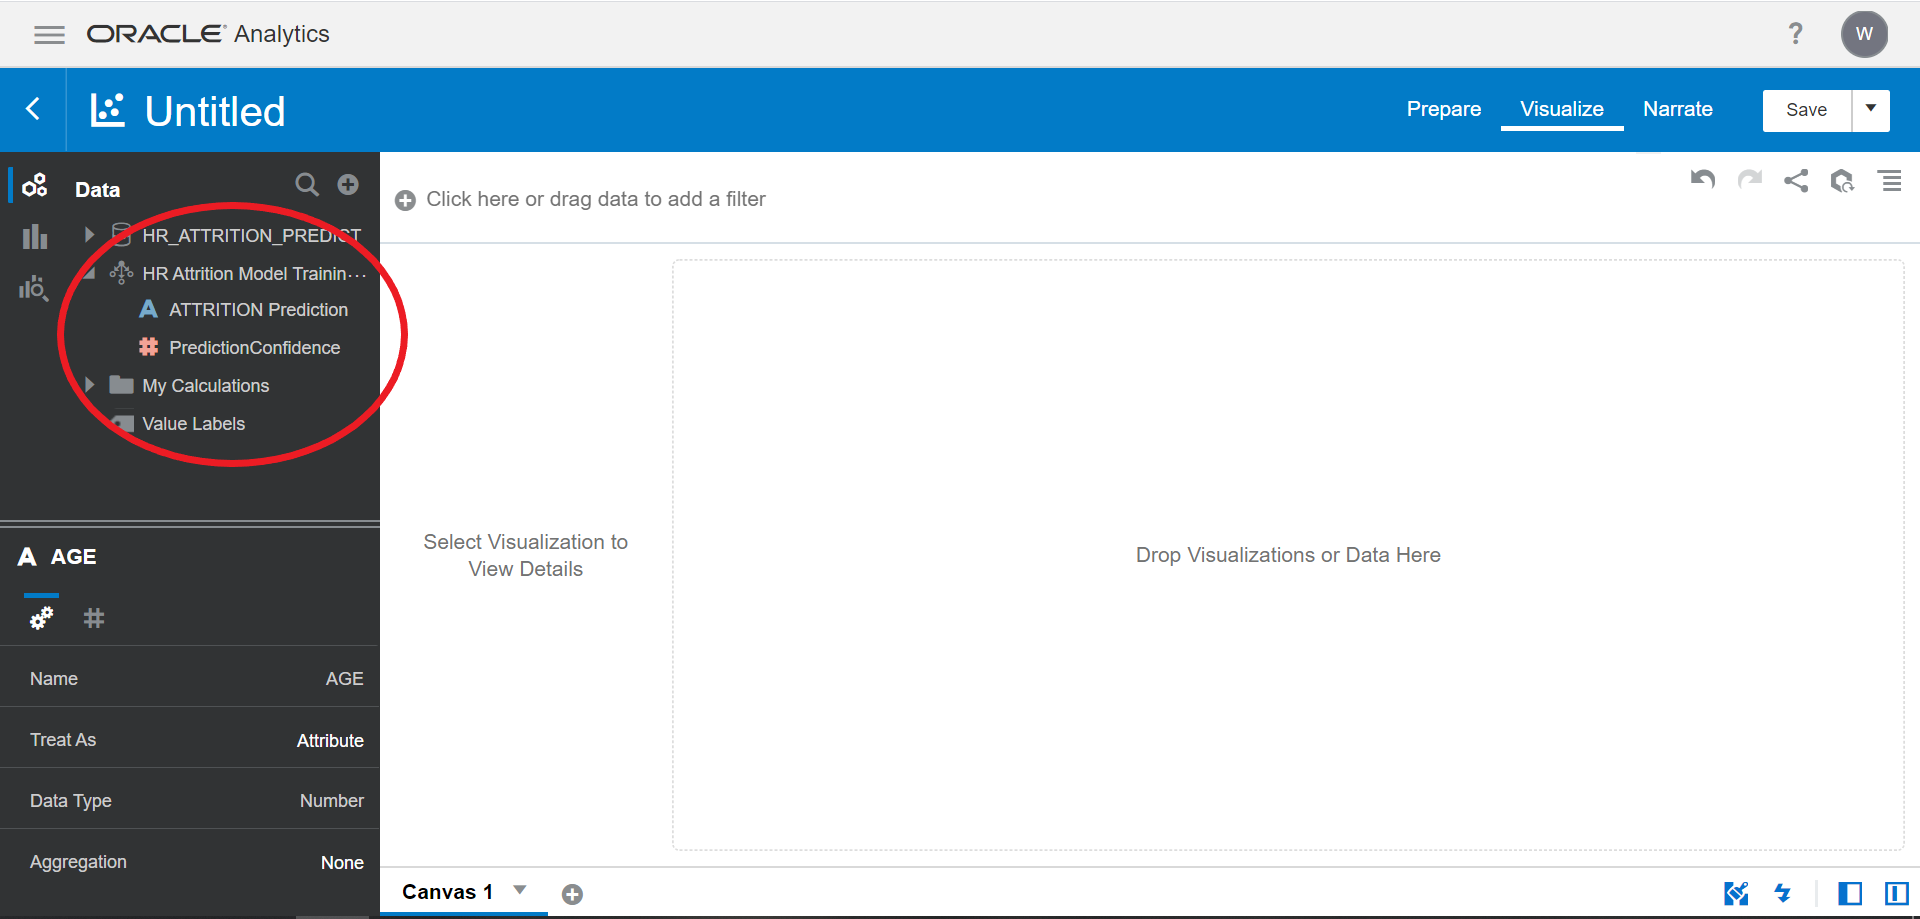 ORACLE Analytics
?
W
Untitled
Prepare
Visualize
Narrate
Save
Data
Click here or drag data to add a filter
HR_ATTRITION_PREDICT
HR Attrition Model Trainin...
A ATTRITION Prediction
# PredictionConfidence
My Calculations
Value Labels
Select Visualization to
View Details
Drop Visualizations or Data Here
A AGE
#
Name AGE
Treat As Attribute
Data Type Number
Aggregation None
Canvas 1